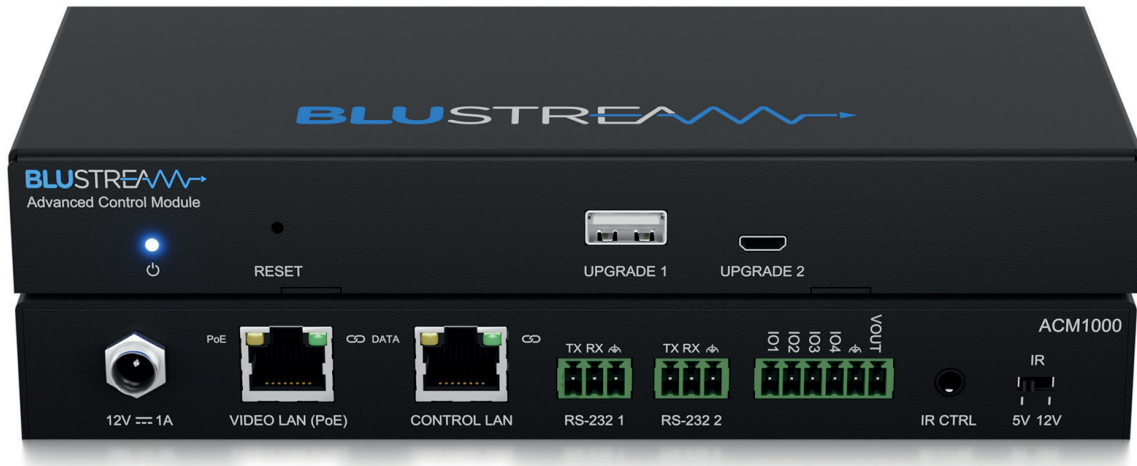 BLUSTREAM
BLUSTREAM
Advanced Control Module
RESET
UPGRADE 1
UPGRADE 2
ACM1000
PoE
DATA
TX RX
TX RX
IO1
IO2
IO3
IO4
VOUT
IR
12V 1A
VIDEO LAN (PoE)
CONTROL LAN
RS-232 1
RS-232 2
IR CTRL
5V 12V